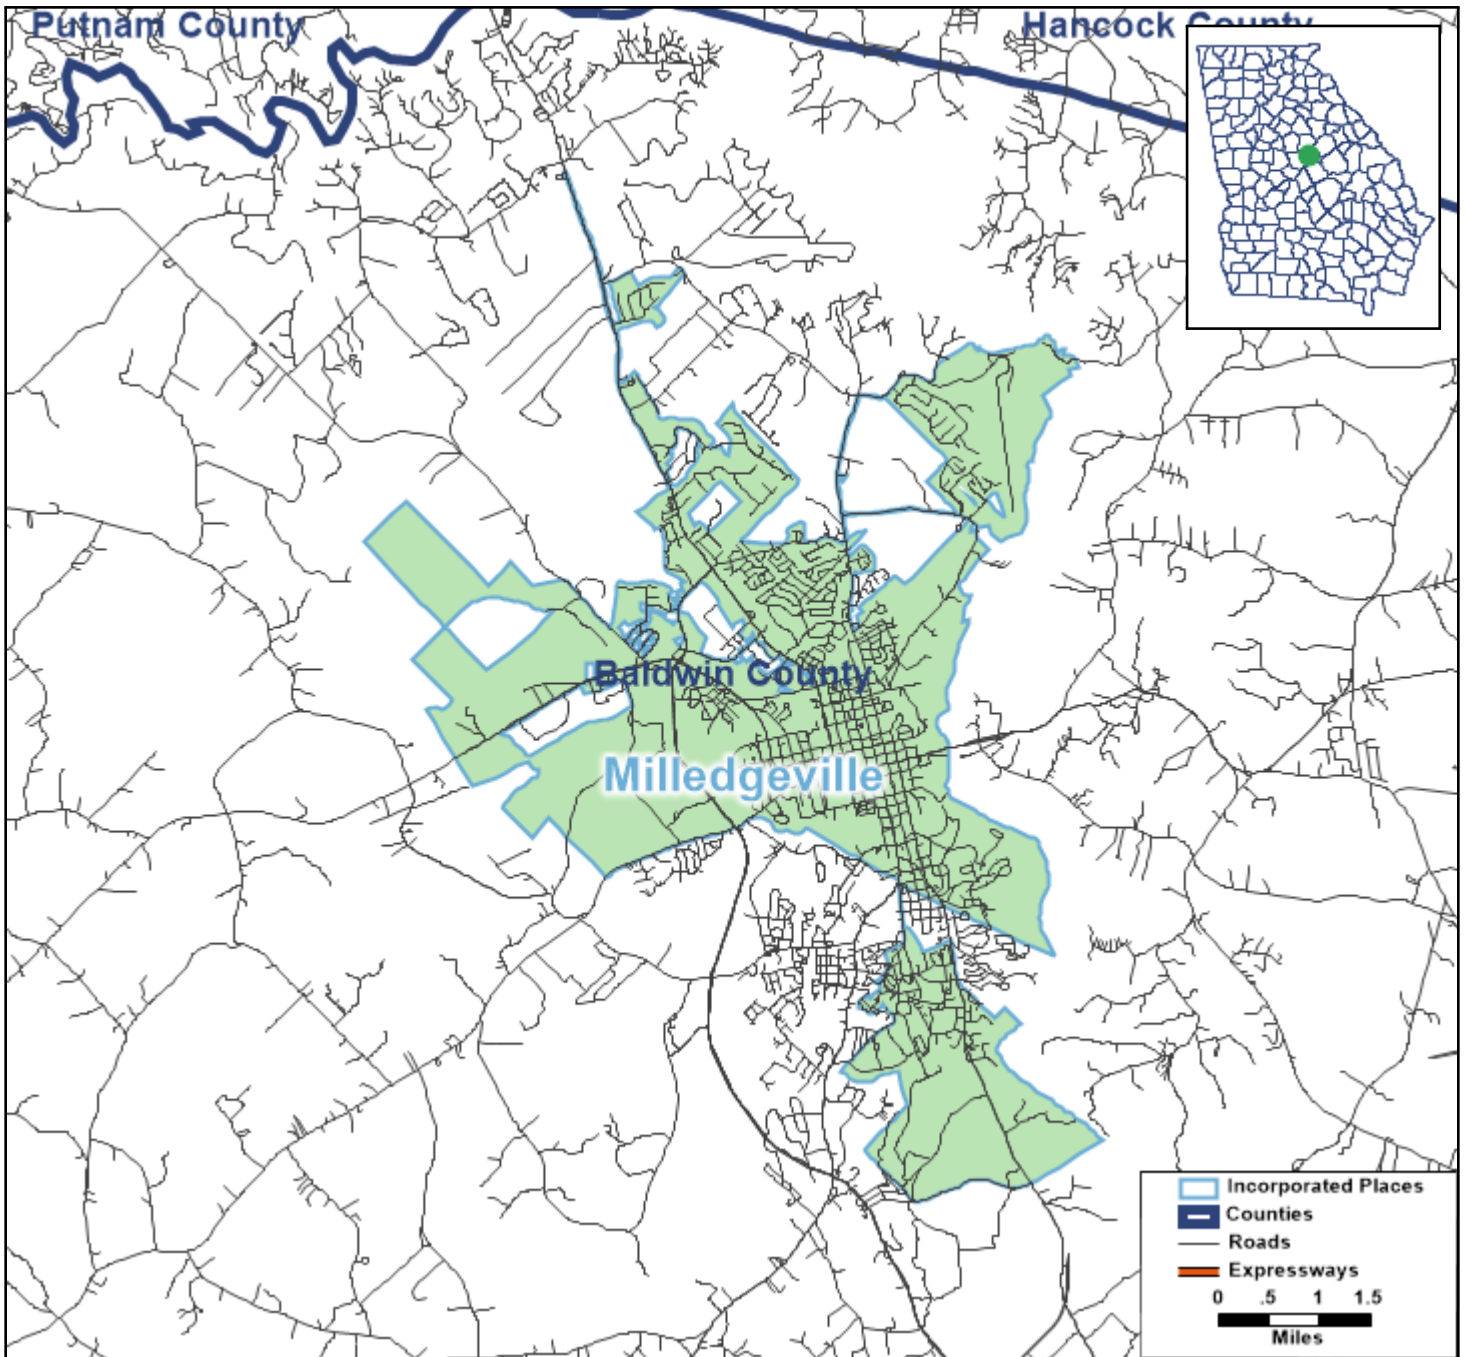 Putnam County
Hancock County
Baldwin County
Milledgeville
Incorporated Places
Counties
Roads
Expressways
0 .5 1 1.5
Miles